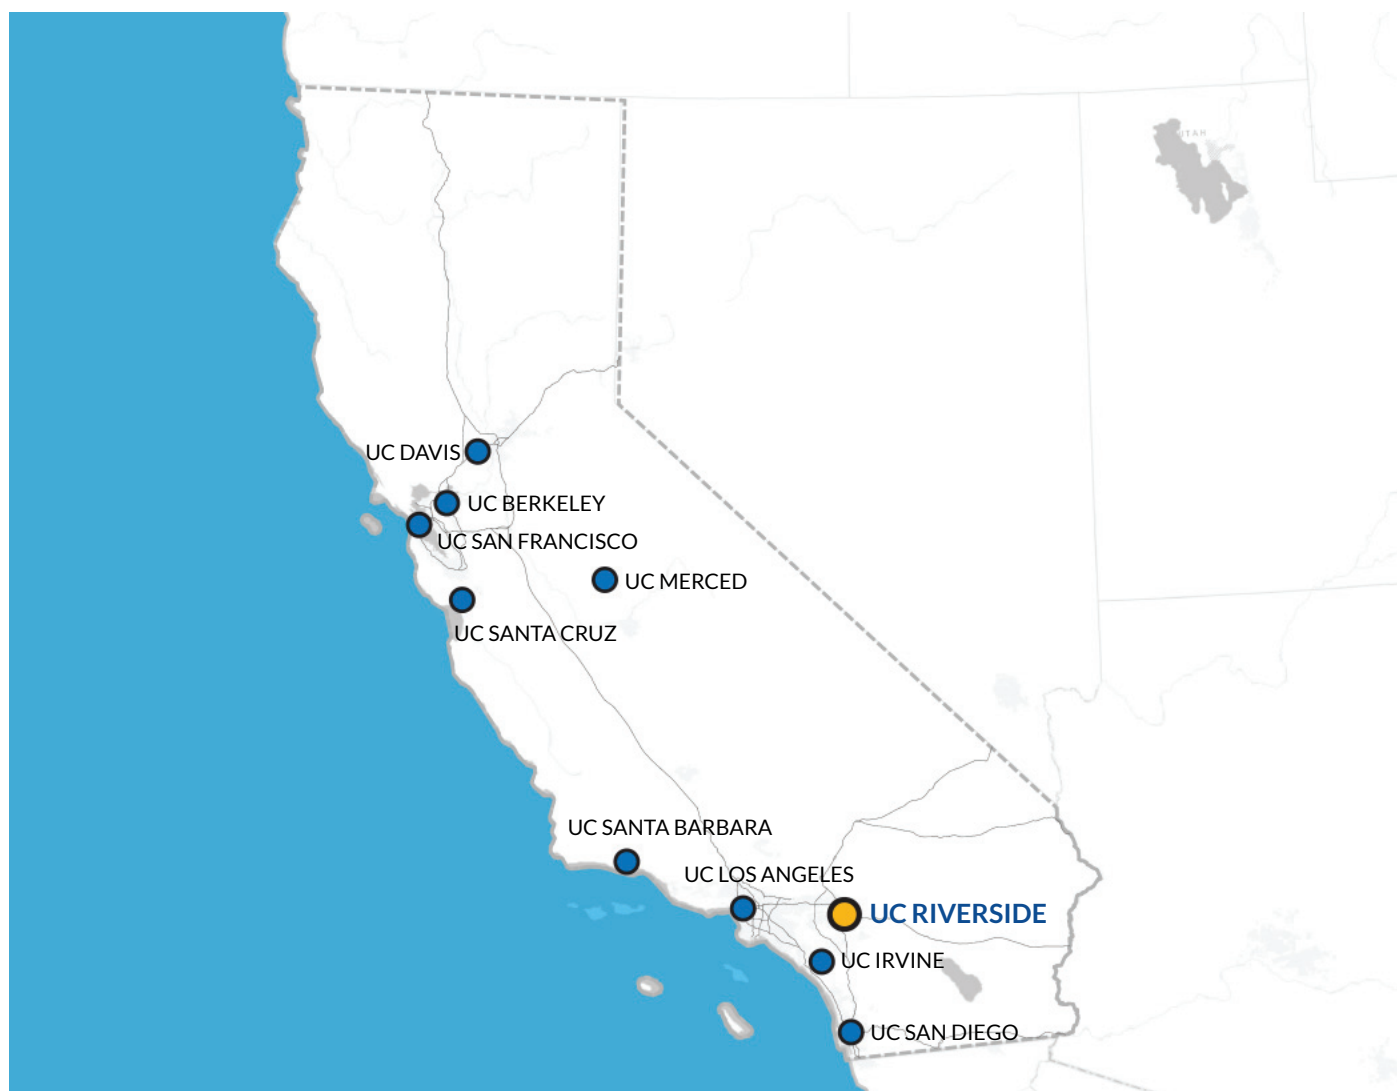 UTAH
UC DAVIS
UC BERKELEY
UC SAN FRANCISCO
UC MERCED
UC SANTA CRUZ
UC SANTA BARBARA
UC LOS ANGELES
UC RIVERSIDE
UC IRVINE
UC SAN DIEGO